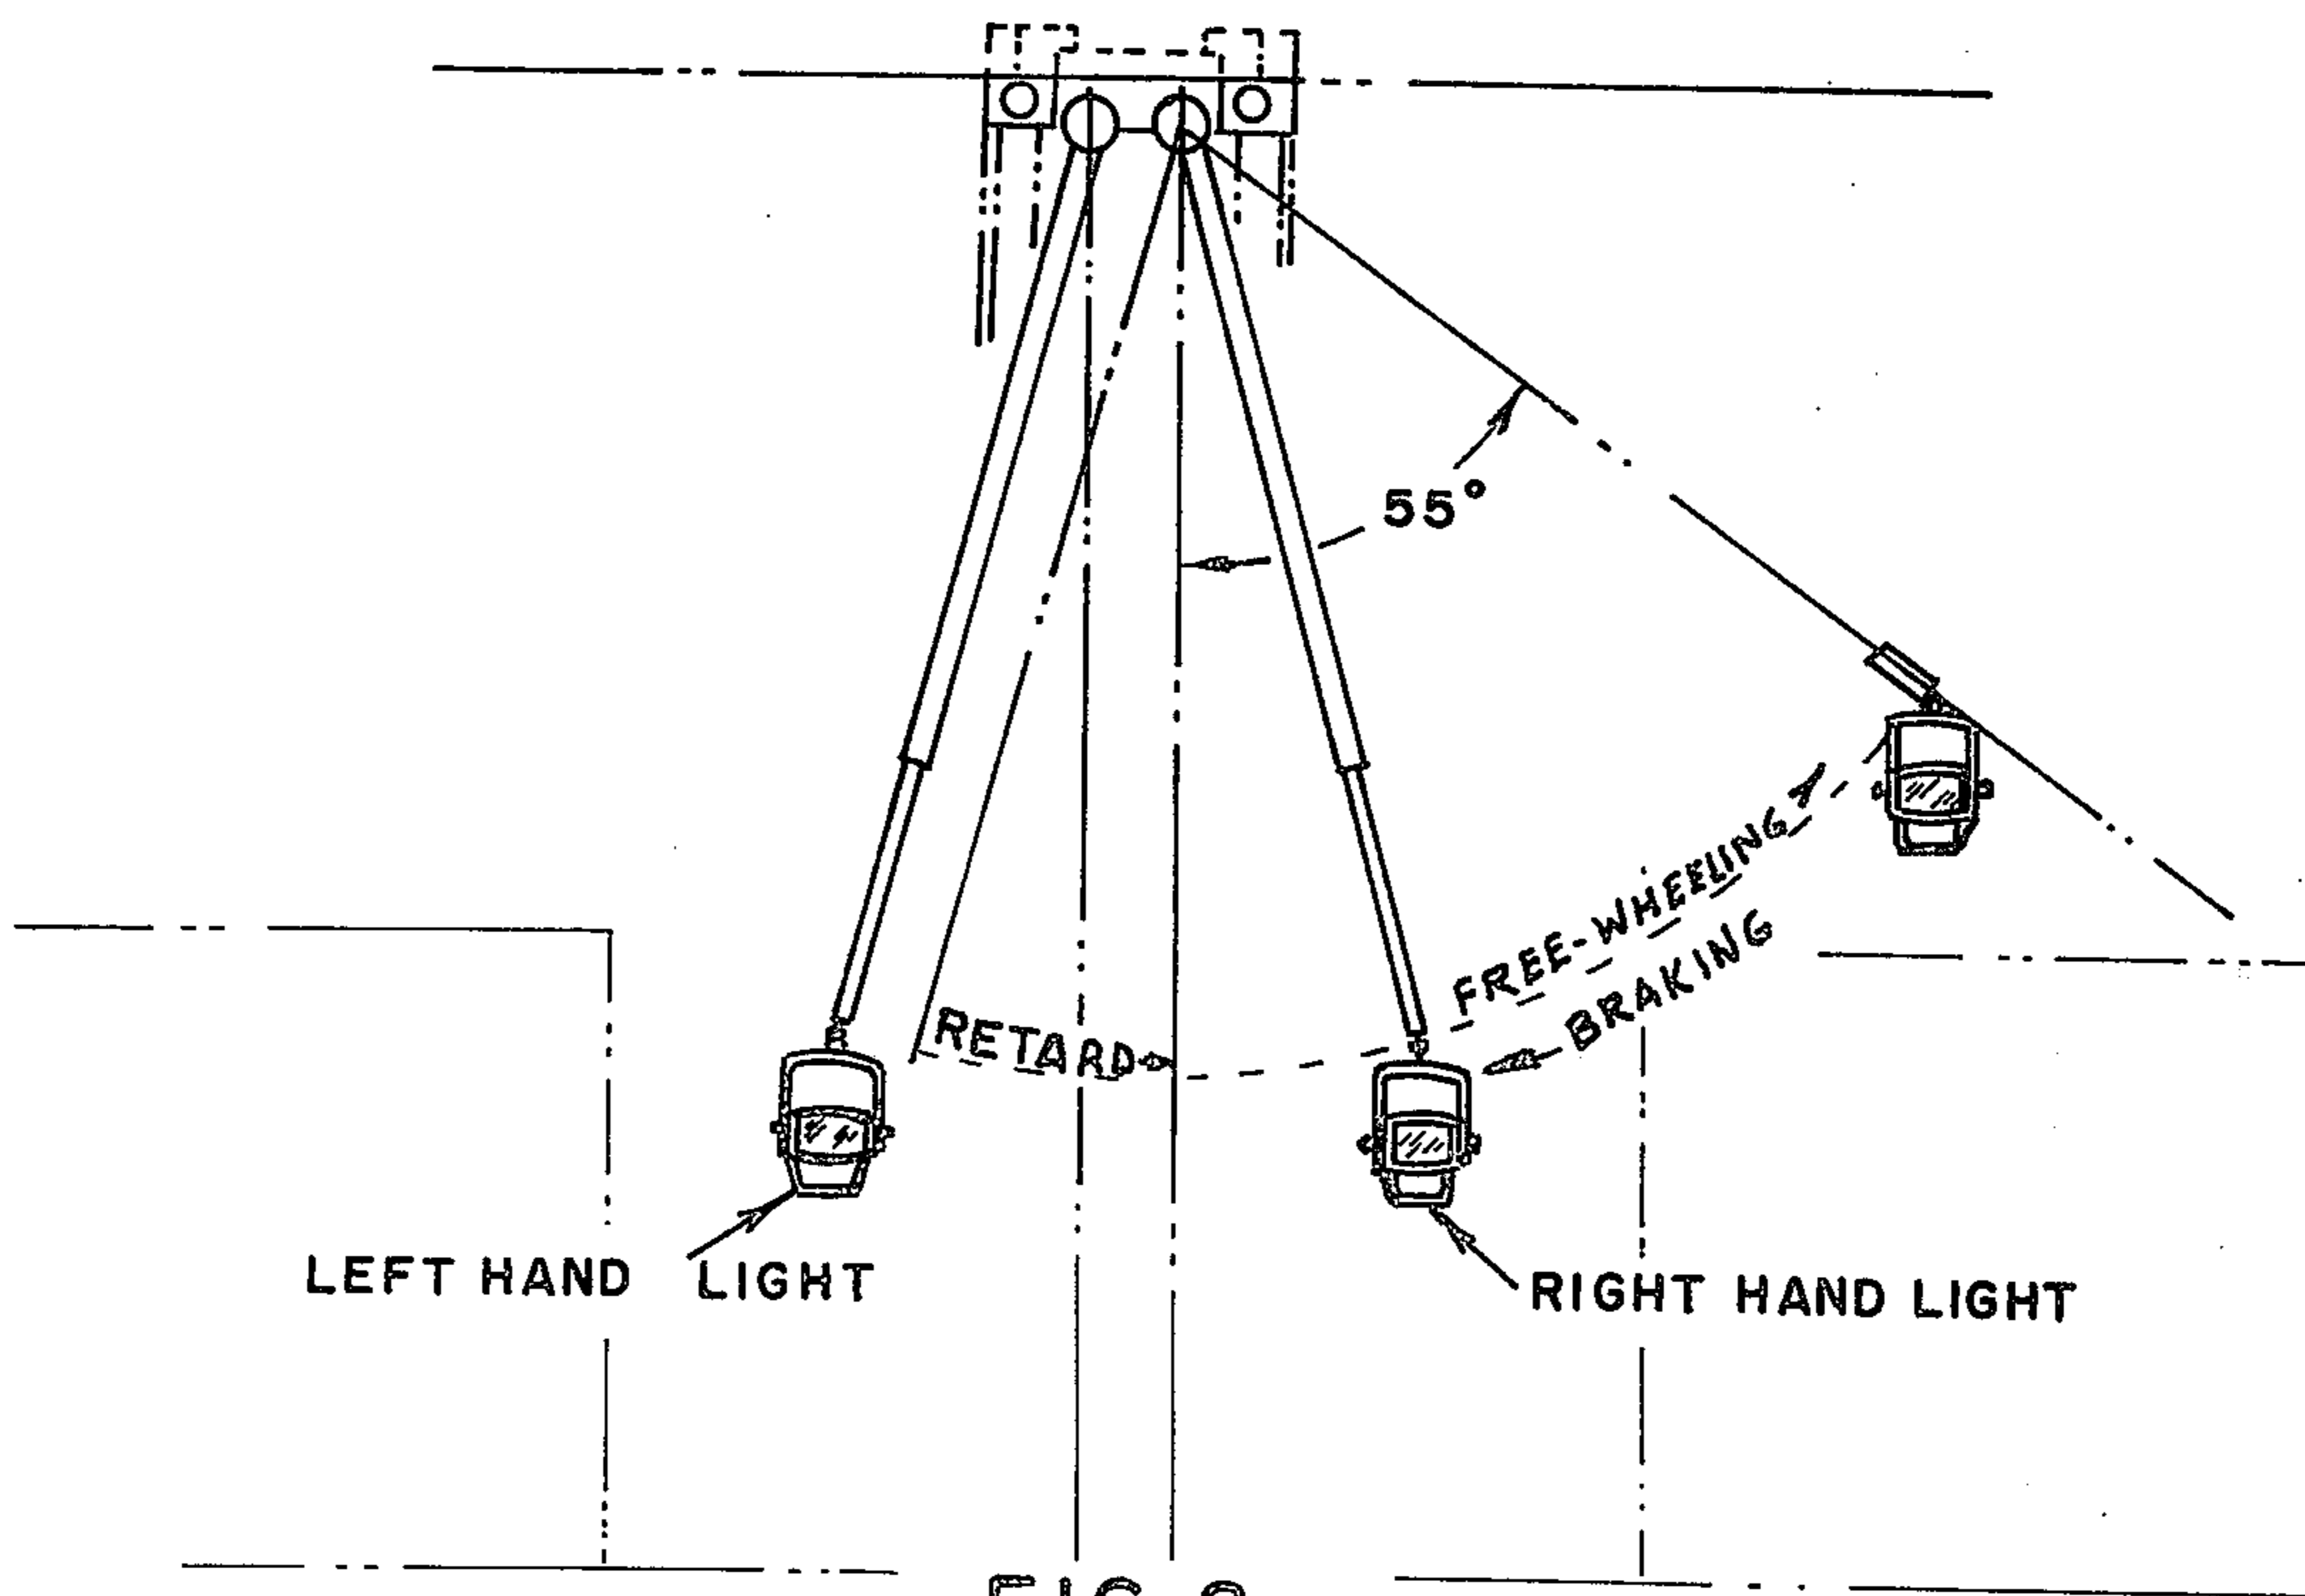 55°
FREE-WHEELING
BRAKING
RETARD
LEFT HAND LIGHT
RIGHT HAND LIGHT